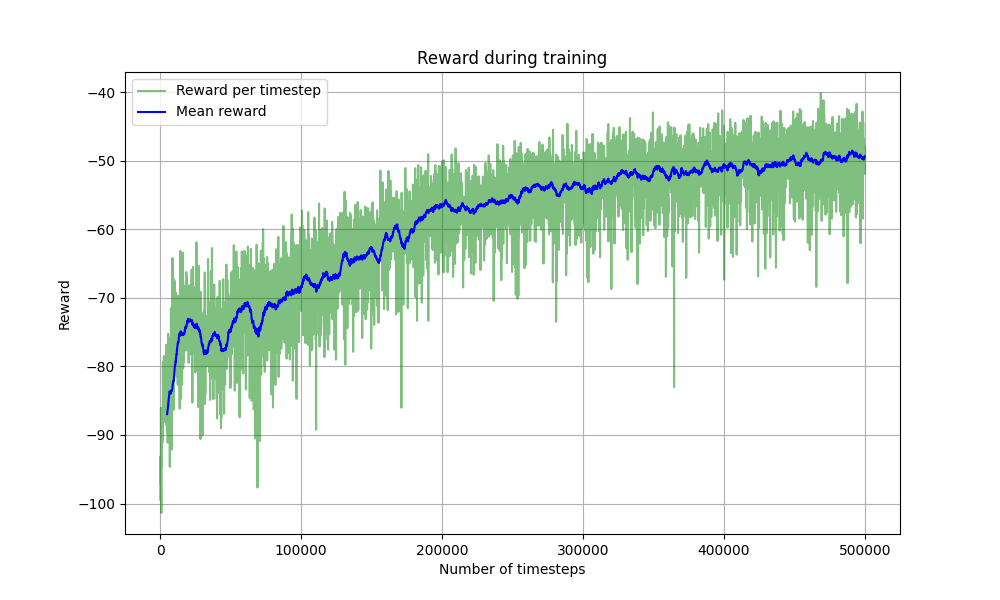 Reward during training
Reward per timestep
Mean reward
−40
−50
−60
−70
−80
−90
−100
Reward
0 100000 200000 300000 400000 500000
Number of timesteps